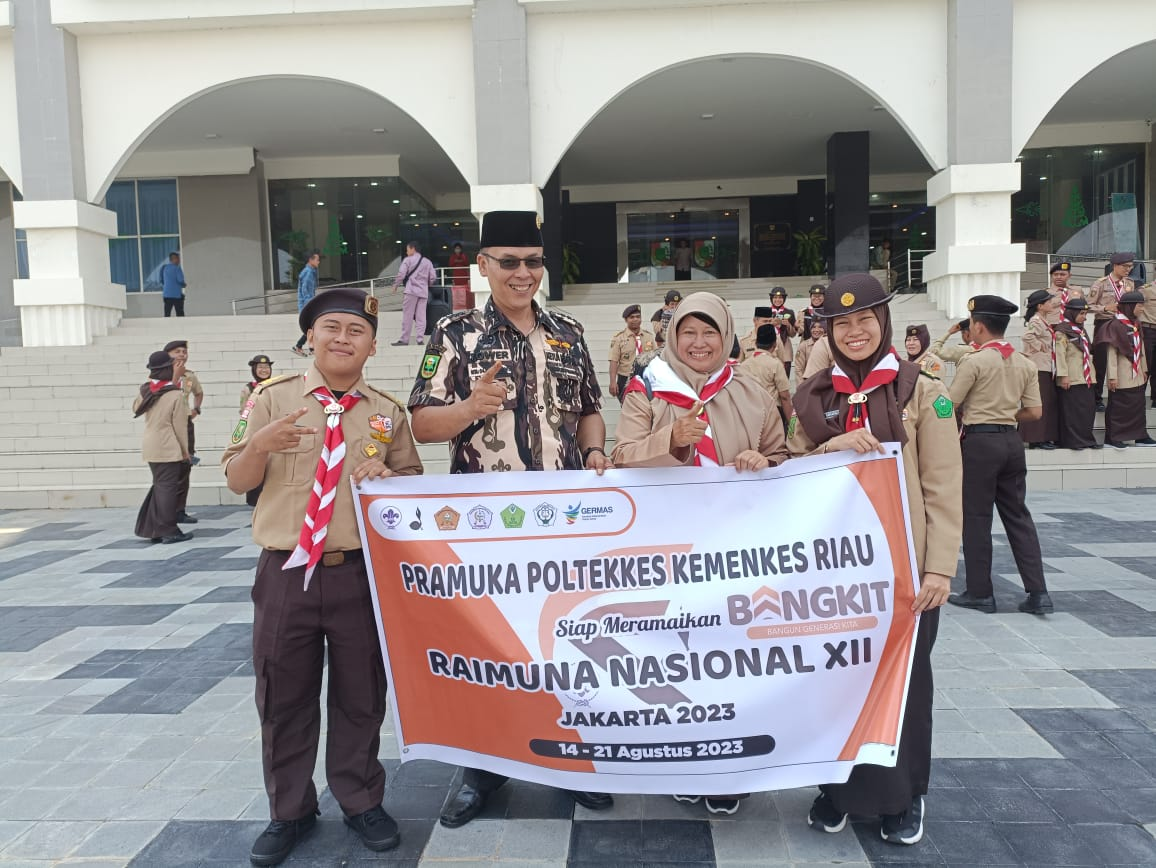 GERMAS
PRAMUKA POLTEKKES KEMENKES RIAU
Siap Meramaikan BANGKIT
BANGUN GENERASI KITA
RAIMUNA NASIONAL XII
JAKARTA 2023
14 - 21 Agustus 2023